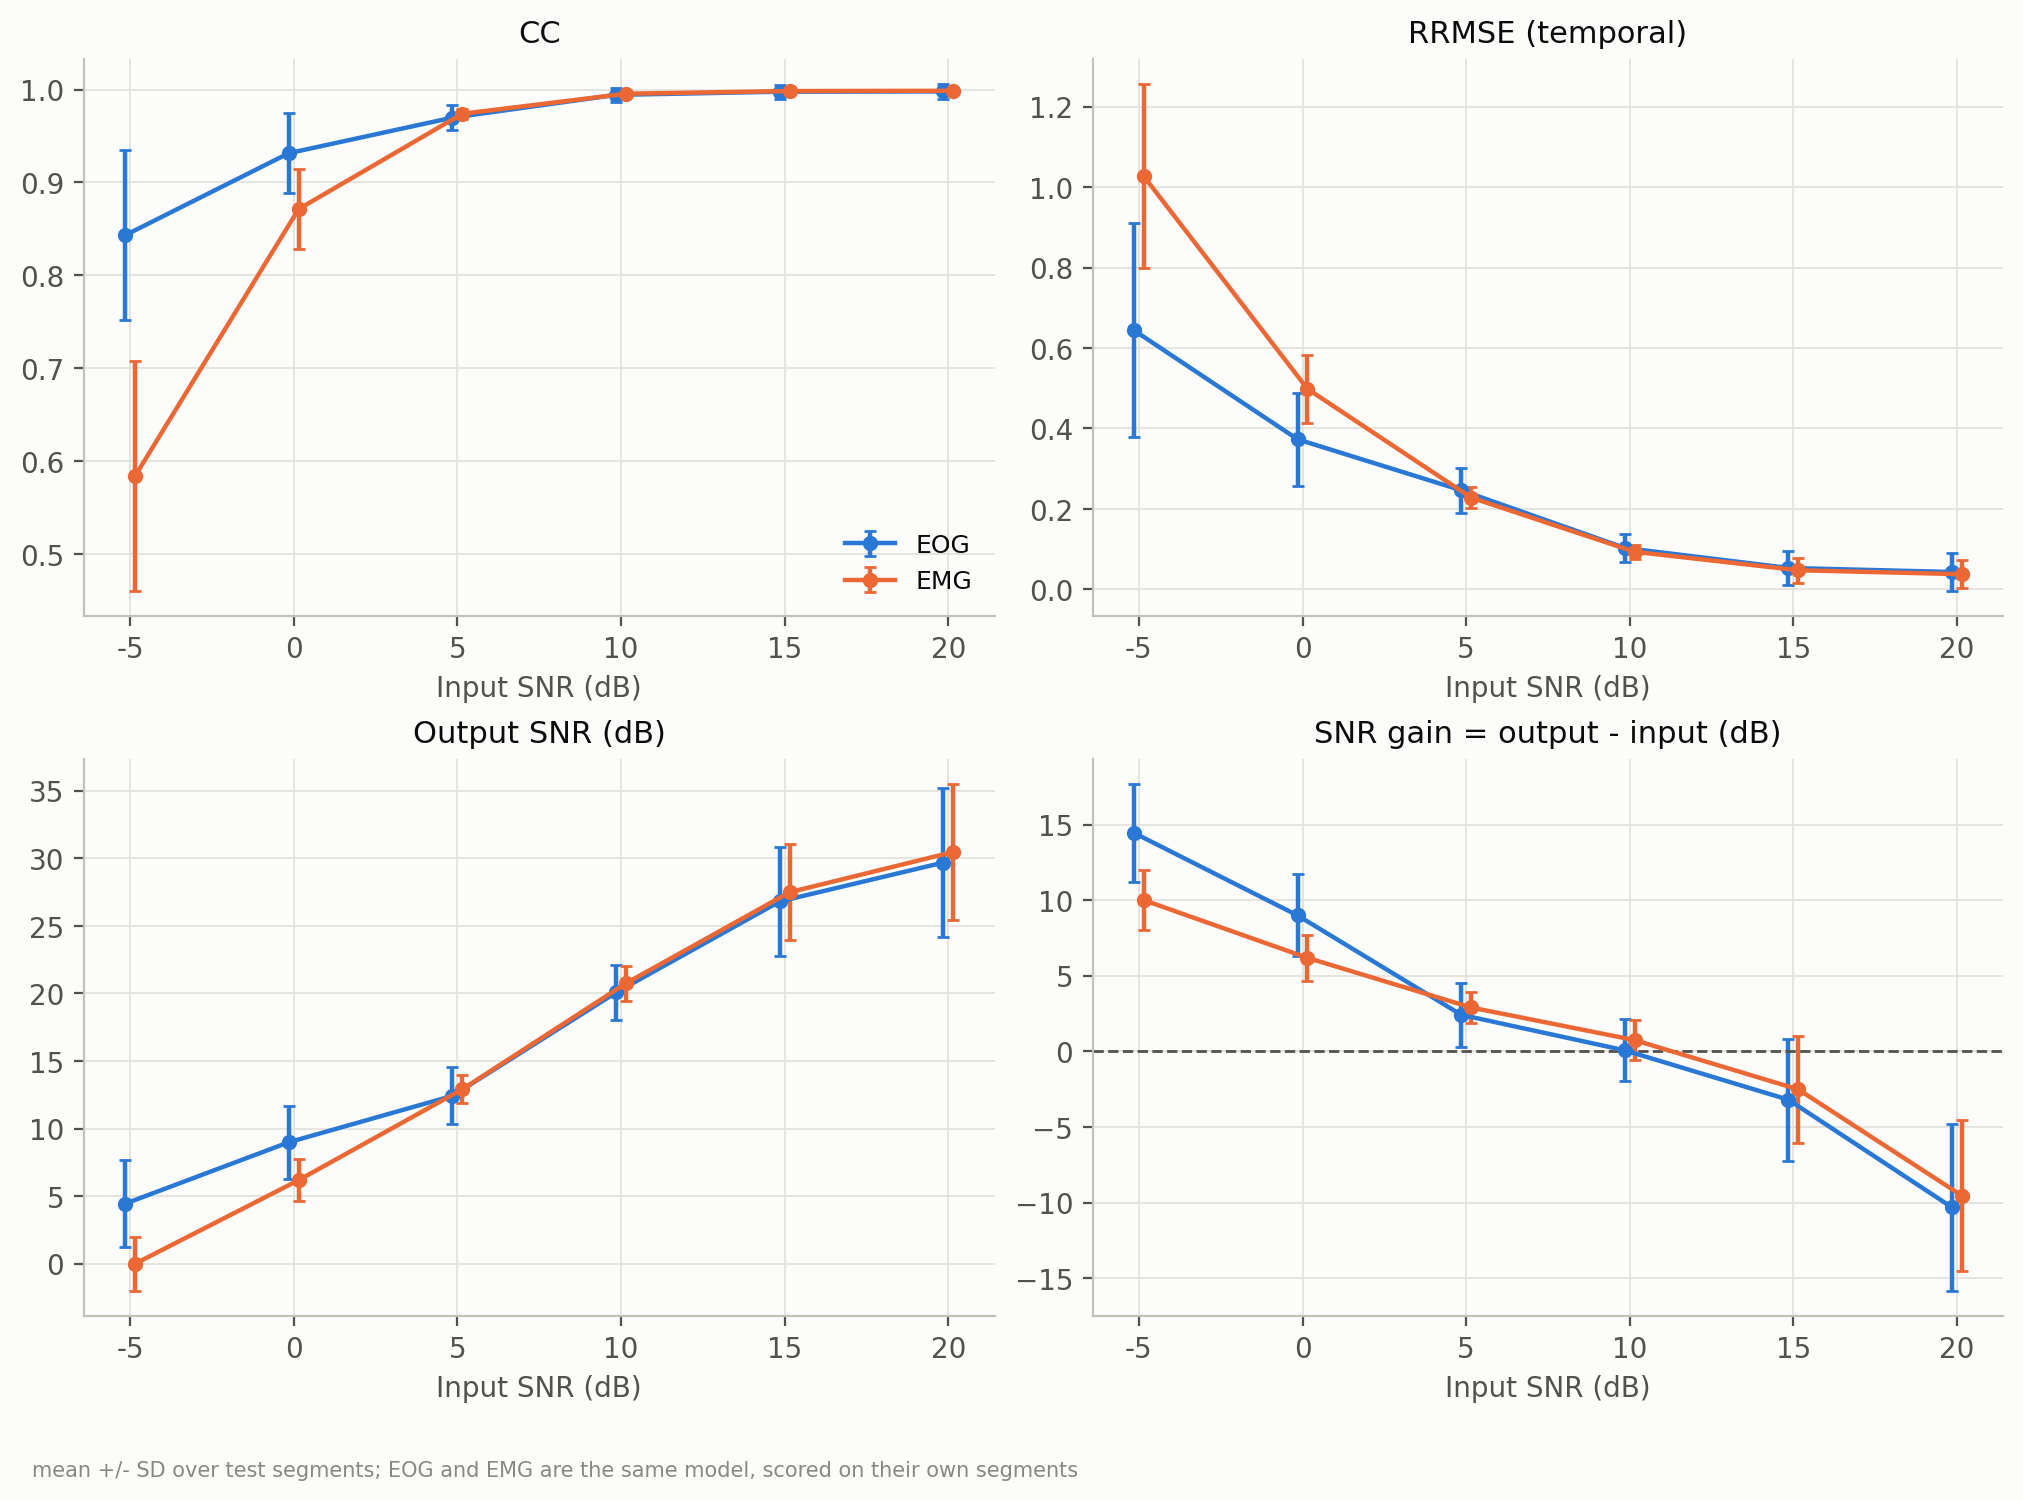 CC
1.0
0.9
0.8
0.7
0.6
0.5
-5 0 5 10 15 20
Input SNR (dB)
EOG
EMG
RRMSE (temporal)
1.2
1.0
0.8
0.6
0.4
0.2
0.0
-5 0 5 10 15 20
Input SNR (dB)
Output SNR (dB)
35
30
25
20
15
10
5
0
-5 0 5 10 15 20
Input SNR (dB)
SNR gain = output - input (dB)
15
10
5
0
−5
−10
−15
-5 0 5 10 15 20
Input SNR (dB)
mean +/- SD over test segments; EOG and EMG are the same model, scored on their own segments